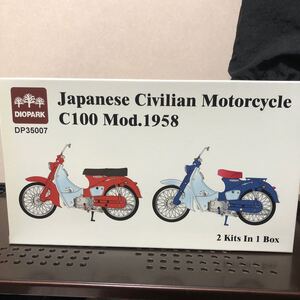 Japanese Civilian Motorcycle
C100 Mod.1958
DIOPARK
DP35007
2 Kits In 1 Box